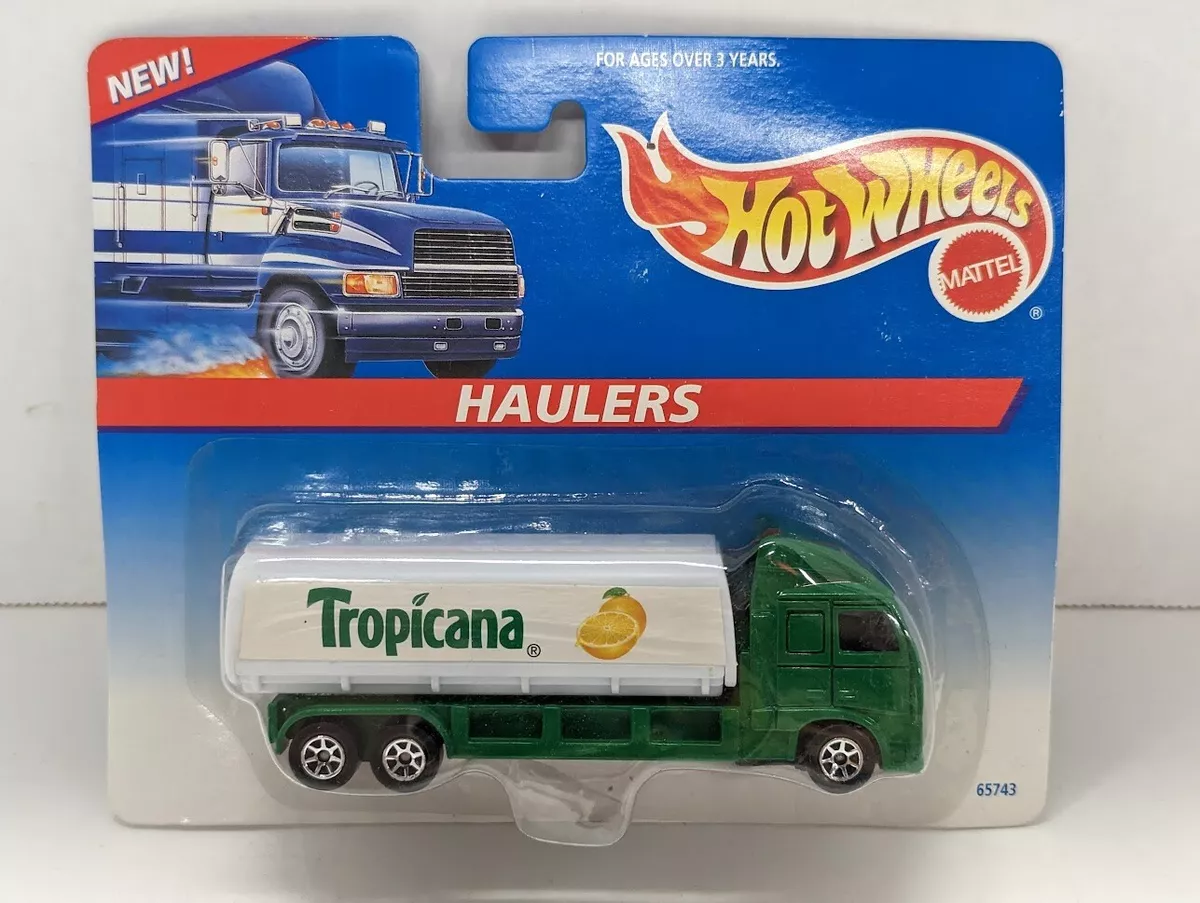 NEW!
FOR AGES OVER 3 YEARS.
HOT WHEELS
MATTEL
®
HAULERS
Tropicana®
65743